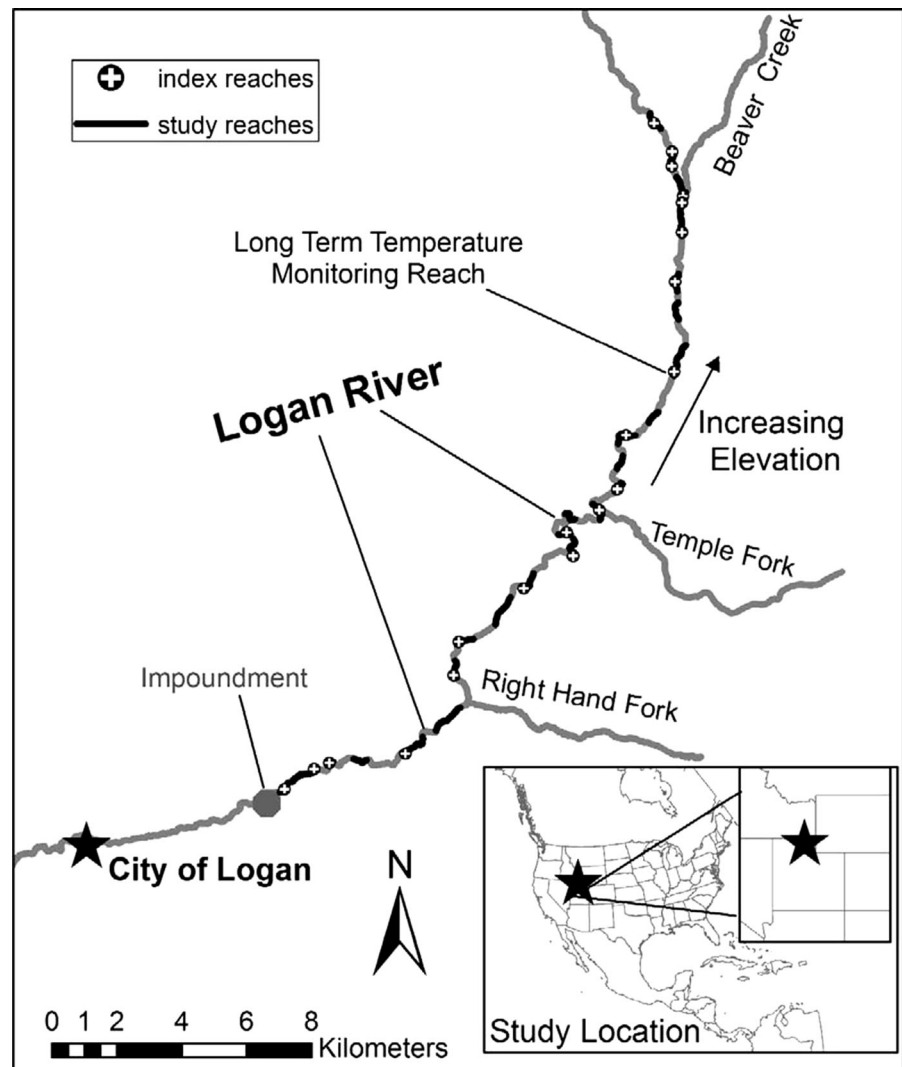 index reaches
study reaches
Beaver Creek
Long Term Temperature
Monitoring Reach
Logan River
Increasing
Elevation
Temple Fork
Impoundment
Right Hand Fork
City of Logan
N
0 1 2 4 6 8
Kilometers
Study Location